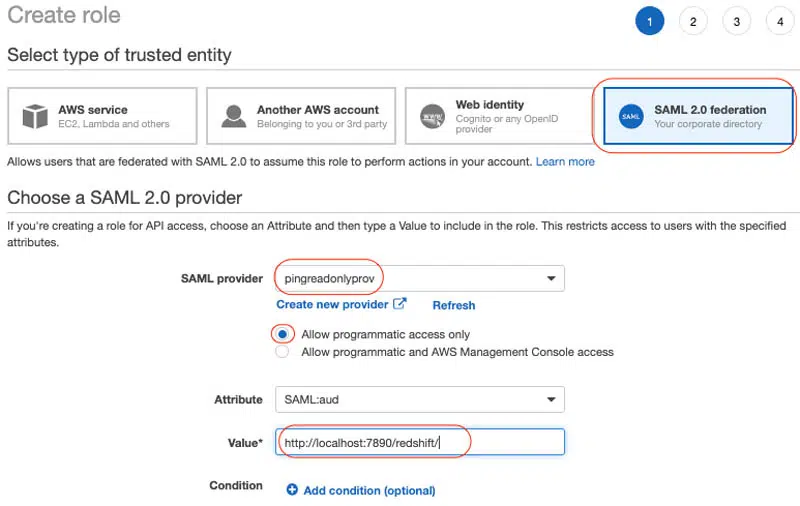 Create role
1 2 3 4
Select type of trusted entity
AWS service
EC2, Lambda and others
Another AWS account
Belonging to you or 3rd party
www
Web identity
Cognito or any OpenID
provider
SAML
SAML 2.0 federation
Your corporate directory
Allows users that are federated with SAML 2.0 to assume this role to perform actions in your account. Learn more
Choose a SAML 2.0 provider
If you're creating a role for API access, choose an Attribute and then type a Value to include in the role. This restricts access to users with the specified
attributes.
SAML provider pingreadonlyprov
Create new provider Refresh
Allow programmatic access only
Allow programmatic and AWS Management Console access
Attribute SAML:aud
Value* http://localhost:7890/redshift/
Condition Add condition (optional)